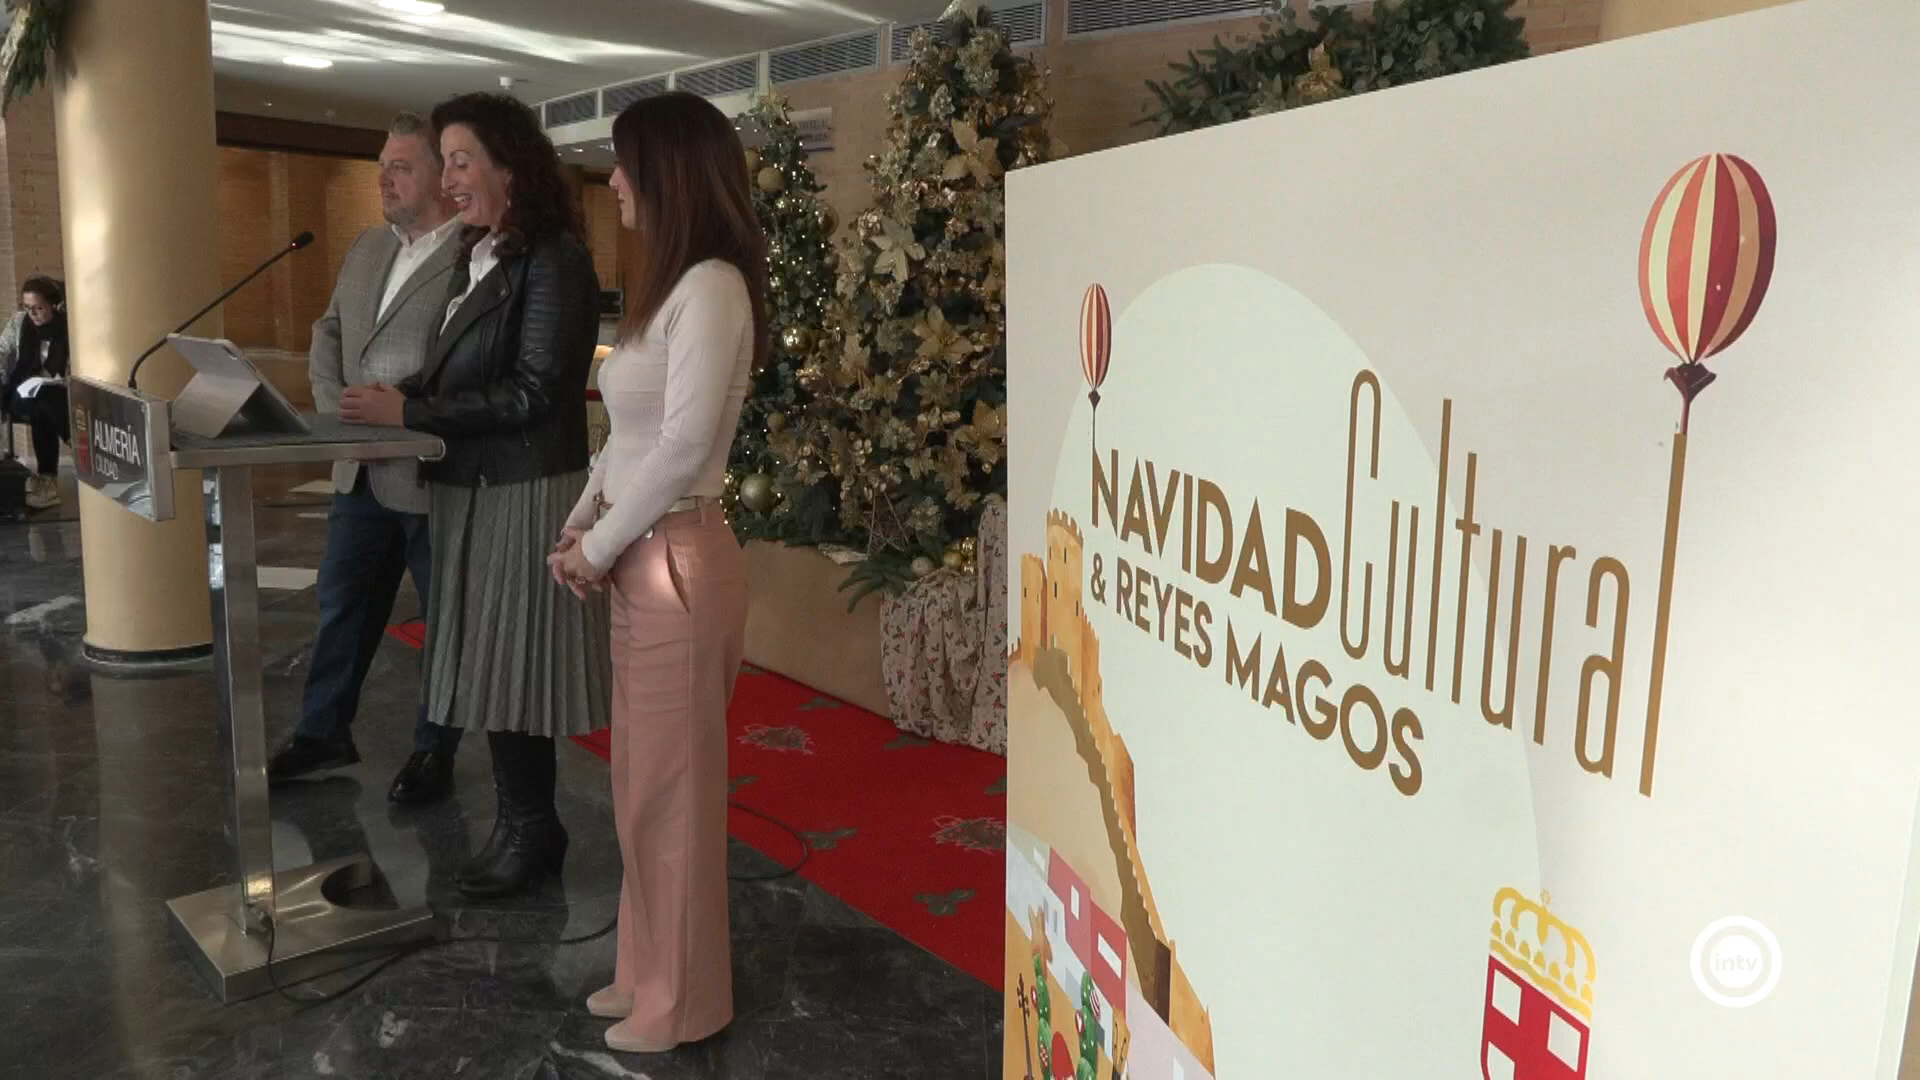 ALMERÍA
CIUDAD
NAVIDAD Cultural
& REYES MAGOS
intv